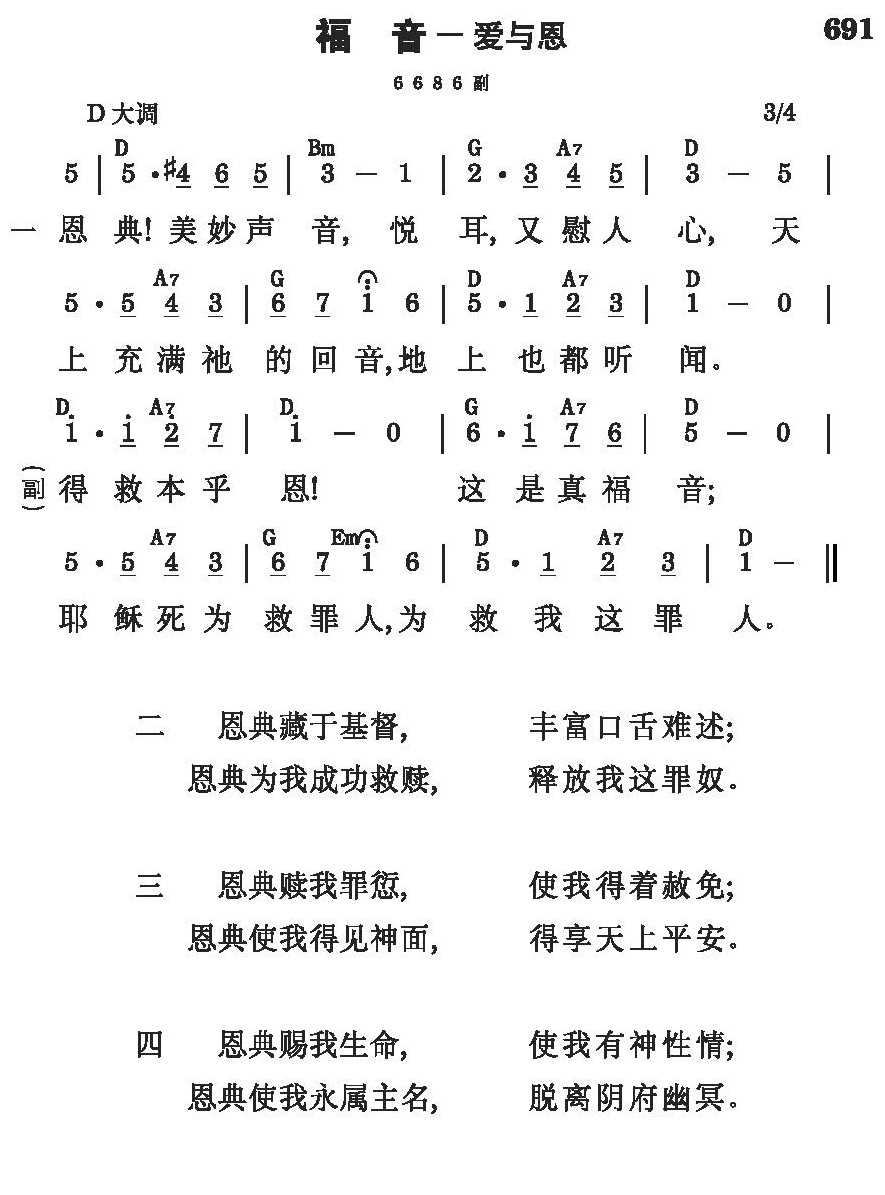 福 音 — 爱与恩 691
6 6 8 6 副
D 大调 3/4
D Bm G A7 D
5 | 5 · ♯4 6 5 | 3 — 1 | 2 · 3 4 5 | 3 — 5 |
一 恩 典! 美 妙 声 音, 悦 耳, 又 慰 人 心, 天
A7 G D A7 D
5 · 5 4 3 | 6 7 i 6 | 5 · 1 2 3 | 1 — 0 |
上 充 满 祂 的 回 音, 地 上 也 都 听 闻。
D A7 D G A7 D
i · i 2̇ 7 | i — 0 | 6 · i 7 6 | 5 — 0 |
(副) 得 救 本 乎 恩! 这 是 真 福 音;
A7 G Em D A7 D
5 · 5 4 3 | 6 7 i 6 | 5 · 1 2 3 | 1 — ‖
耶 稣 死 为 救 罪 人, 为 救 我 这 罪 人。
二 恩典藏于基督, 丰富口舌难述;
恩典为我成功救赎, 释放我这罪奴。
三 恩典赎我罪愆, 使我得着赦免;
恩典使我得见神面, 得享天上平安。
四 恩典赐我生命, 使我有神性情;
恩典使我永属主名, 脱离阴府幽冥。